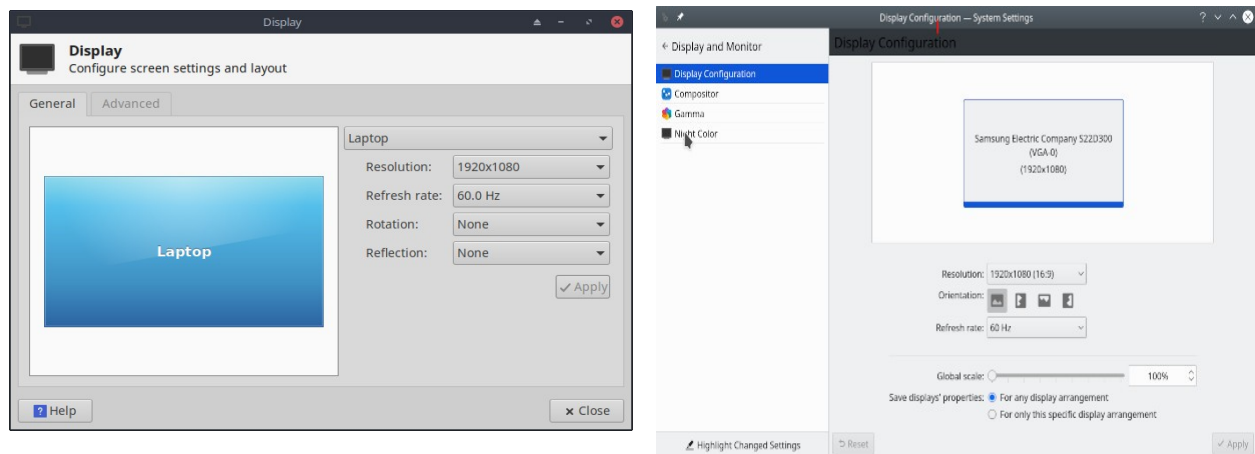 Display
Display
Configure screen settings and layout
General
Advanced
Laptop
Laptop
Resolution: 1920x1080
Refresh rate: 60.0 Hz
Rotation: None
Reflection: None
Apply
Help
Close
Display Configuration — System Settings
Display and Monitor
Display Configuration
Compositor
Gamma
Night Color
Highlight Changed Settings
Display Configuration
Samsung Electric Company S22D300
(VGA-0)
(1920x1080)
Resolution: 1920x1080 (16:9)
Orientation:
Refresh rate: 60 Hz
Global scale: 100%
Save displays' properties: For any display arrangement
For only this specific display arrangement
Reset
Apply